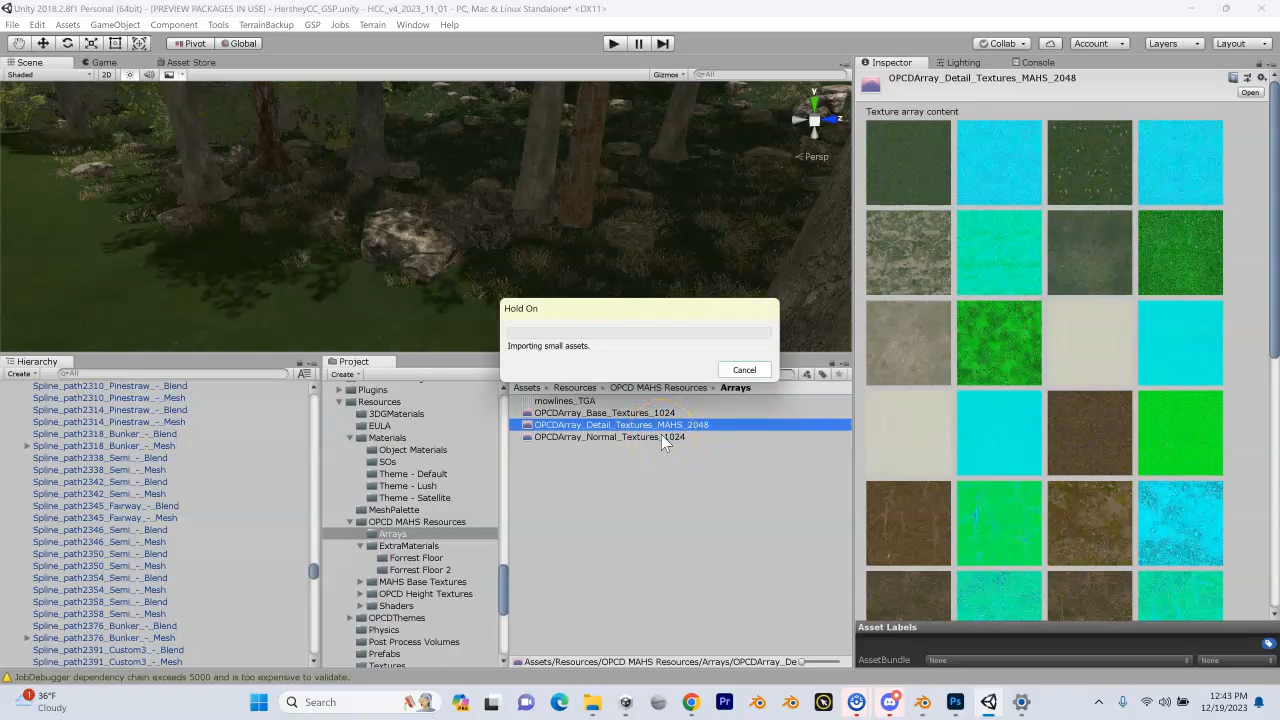 Unity 2018.2.8f1 Personal (64bit) - [PREVIEW PACKAGES IN USE] - HersheyCC_GSP.unity - HCC_v4_2023_11_01 - PC, Mac & Linux Standalone* <DX11>
File Edit Assets GameObject Component Tools TerrainBackup GSP Jobs Terrain Window Help
Pivot Global Collab Account Layers Layout
Scene Game Asset Store
Shaded 2D Gizmos All
y
z
Persp
Inspector Lighting Console
OPCDArray_Detail_Textures_MAHS_2048
Open
Texture array content
Hold On
Importing small assets.
Cancel
Hierarchy
Create All
Spline_path2310_Pinestraw_-_Blend
Spline_path2310_Pinestraw_-_Mesh
Spline_path2314_Pinestraw_-_Blend
Spline_path2314_Pinestraw_-_Mesh
Spline_path2318_Bunker_-_Blend
Spline_path2318_Bunker_-_Mesh
Spline_path2338_Semi_-_Blend
Spline_path2338_Semi_-_Mesh
Spline_path2342_Semi_-_Blend
Spline_path2342_Semi_-_Mesh
Spline_path2345_Fairway_-_Blend
Spline_path2345_Fairway_-_Mesh
Spline_path2346_Semi_-_Blend
Spline_path2346_Semi_-_Mesh
Spline_path2350_Semi_-_Blend
Spline_path2350_Semi_-_Mesh
Spline_path2354_Semi_-_Blend
Spline_path2354_Semi_-_Mesh
Spline_path2358_Semi_-_Blend
Spline_path2358_Semi_-_Mesh
Spline_path2376_Bunker_-_Blend
Spline_path2376_Bunker_-_Mesh
Spline_path2391_Custom3_-_Blend
Spline_path2391_Custom3_-_Mesh
Project
Create
Plugins
Resources
3DGMaterials
EULA
Materials
Object Materials
SOs
Theme - Default
Theme - Lush
Theme - Satellite
MeshPalette
OPCD MAHS Resources
Arrays
ExtraMaterials
Forrest Floor
Forrest Floor 2
MAHS Base Textures
OPCD Height Textures
Shaders
OPCDThemes
Physics
Post Process Volumes
Prefabs
Textures
Assets Resources OPCD MAHS Resources Arrays
mowlines_TGA
OPCDArray_Base_Textures_1024
OPCDArray_Detail_Textures_MAHS_2048
OPCDArray_Normal_Textures_1024
Assets/Resources/OPCD MAHS Resources/Arrays/OPCDArray_De
Asset Labels
AssetBundle None None
JobDebugger dependency chain exceeds 5000 and is too expensive to validate.
1
36°F
Cloudy
Search
Pr
Ps
12:43 PM
12/19/2023